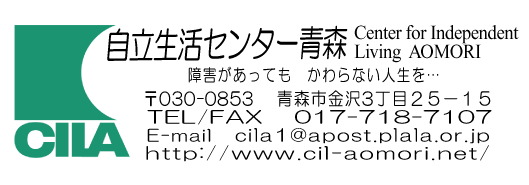 自立生活センター青森 Center for Independent
Living AOMORI
障害があっても　かわらない人生を…
〒030-0853　青森市金沢3丁目２５－１５
TEL/FAX　017-718-7107
E-mail　cila1@apost.plala.or.jp
http://www.cil-aomori.net/
CILA